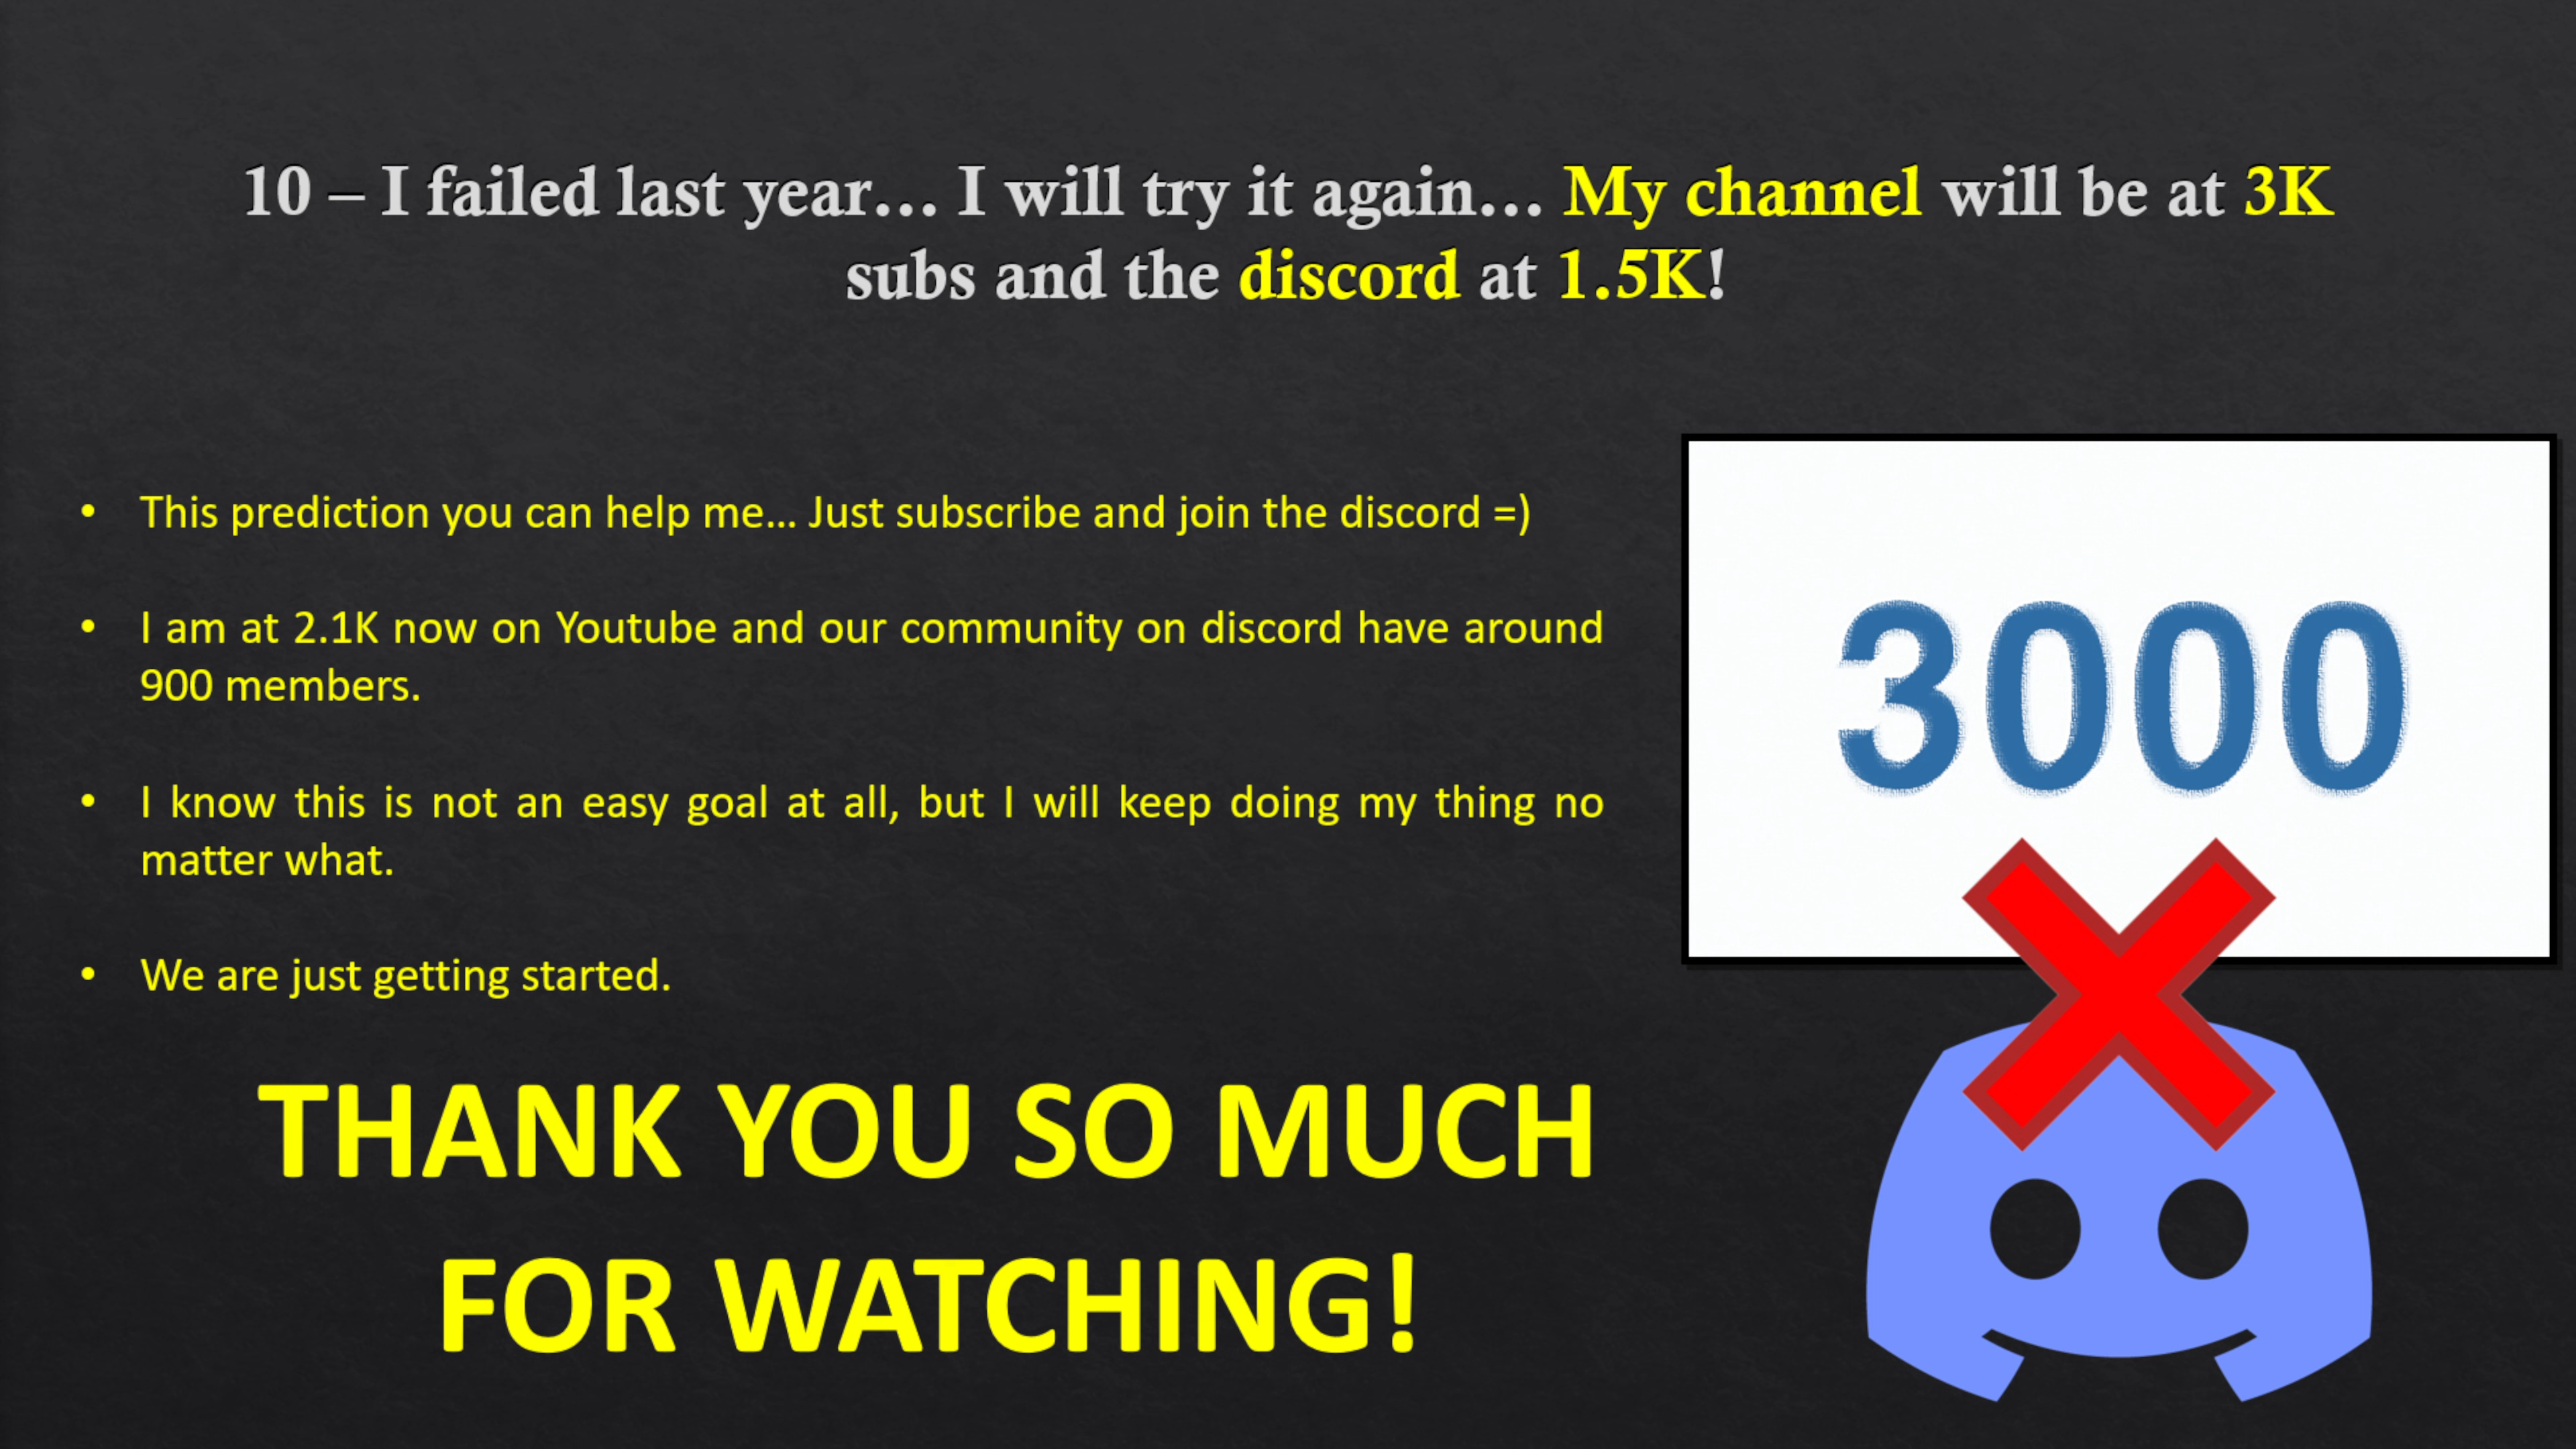 10 – I failed last year… I will try it again… My channel will be at 3K
subs and the discord at 1.5K!
• This prediction you can help me… Just subscribe and join the discord =)
• I am at 2.1K now on Youtube and our community on discord have around
900 members.
• I know this is not an easy goal at all, but I will keep doing my thing no
matter what.
• We are just getting started.
3000
THANK YOU SO MUCH
FOR WATCHING!